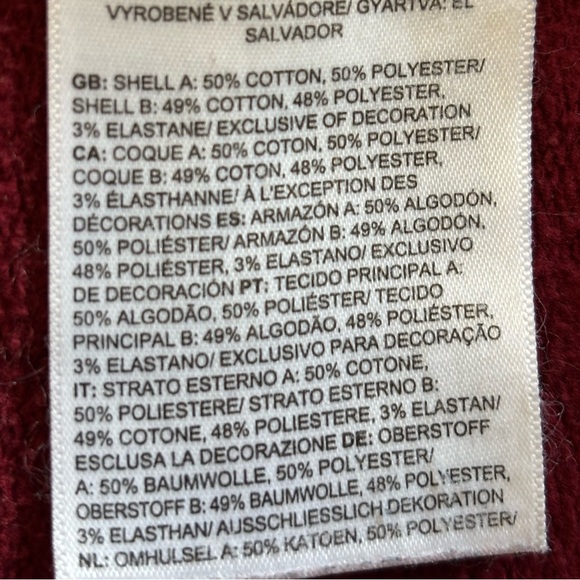 VYROBENÉ V SALVÁDORE/ GYÁRTVA: EL
SALVADOR
GB: SHELL A: 50% COTTON, 50% POLYESTER/
SHELL B: 49% COTTON, 48% POLYESTER,
3% ELASTANE/ EXCLUSIVE OF DECORATION
CA: COQUE A: 50% COTON, 50% POLYESTER/
COQUE B: 49% COTON, 48% POLYESTER,
3% ÉLASTHANNE/ À L'EXCEPTION DES
DÉCORATIONS ES: ARMAZÓN A: 50% ALGODÓN,
50% POLIÉSTER/ ARMAZÓN B: 49% ALGODÓN,
48% POLIÉSTER, 3% ELASTANO/ EXCLUSIVO
DE DECORACIÓN PT: TECIDO PRINCIPAL A:
50% ALGODÃO, 50% POLIÉSTER/ TECIDO
PRINCIPAL B: 49% ALGODÃO, 48% POLIÉSTER,
3% ELASTANO/ EXCLUSIVO PARA DECORAÇÃO
IT: STRATO ESTERNO A: 50% COTONE,
50% POLIESTERE/ STRATO ESTERNO B:
49% COTONE, 48% POLIESTERE, 3% ELASTAN/
ESCLUSA LA DECORAZIONE DE: OBERSTOFF
A: 50% BAUMWOLLE, 50% POLYESTER/
OBERSTOFF B: 49% BAUMWOLLE, 48% POLYESTER,
3% ELASTHAN/ AUSSCHLIESSLICH DEKORATION
NL: OMHULSEL A: 50% KATOEN, 50% POLYESTER/